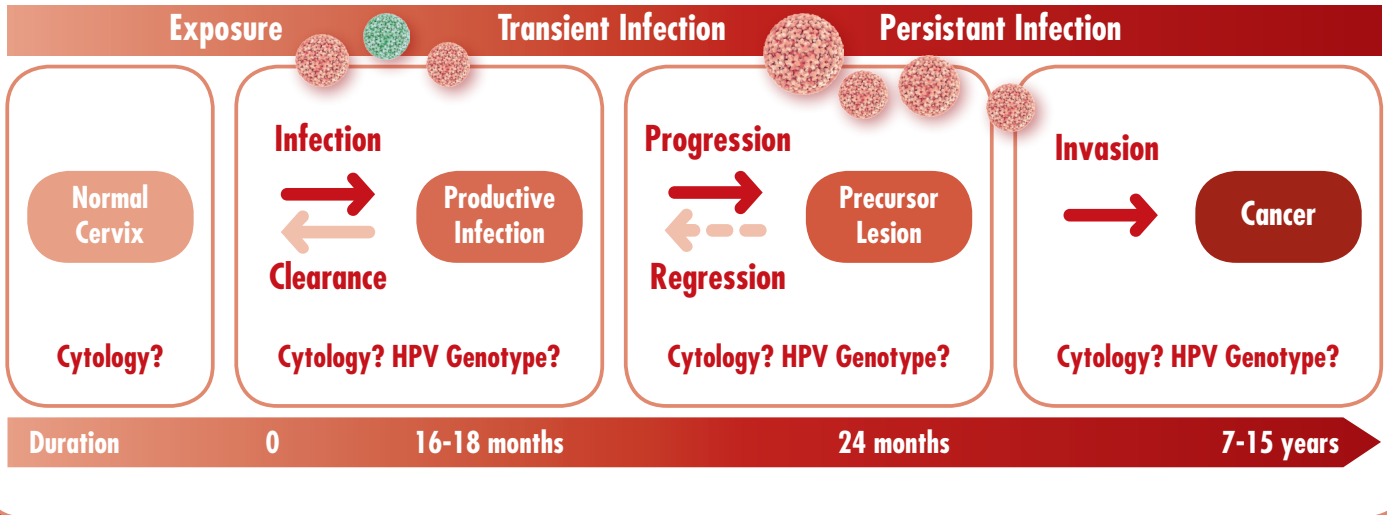 Exposure Transient Infection Persistant Infection
Infection
Progression
Invasion
Normal
Cervix
Productive
Infection
Precursor
Lesion
Cancer
Clearance
Regression
Cytology?
Cytology? HPV Genotype?
Cytology? HPV Genotype?
Cytology? HPV Genotype?
Duration 0 16-18 months 24 months 7-15 years